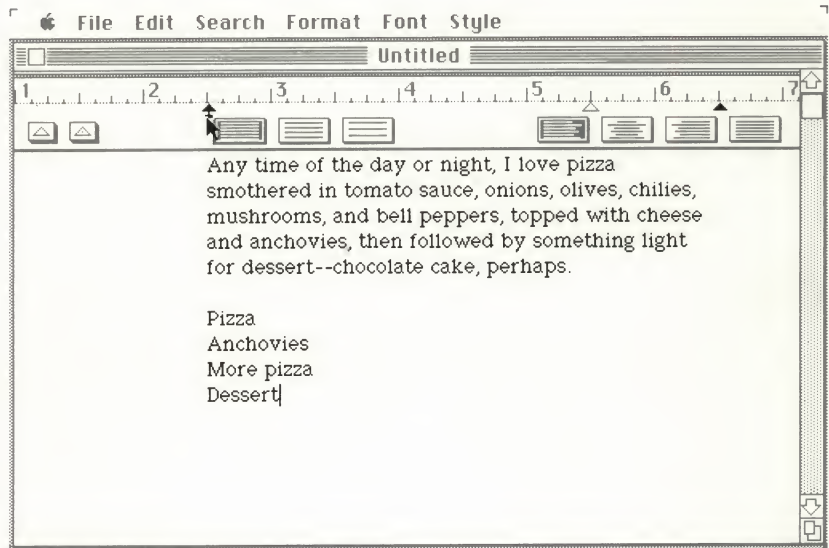 File Edit Search Format Font Style
Untitled
1 2 3 4 5 6 7
Any time of the day or night, I love pizza
smothered in tomato sauce, onions, olives, chilies,
mushrooms, and bell peppers, topped with cheese
and anchovies, then followed by something light
for dessert--chocolate cake, perhaps.
Pizza
Anchovies
More pizza
Dessert